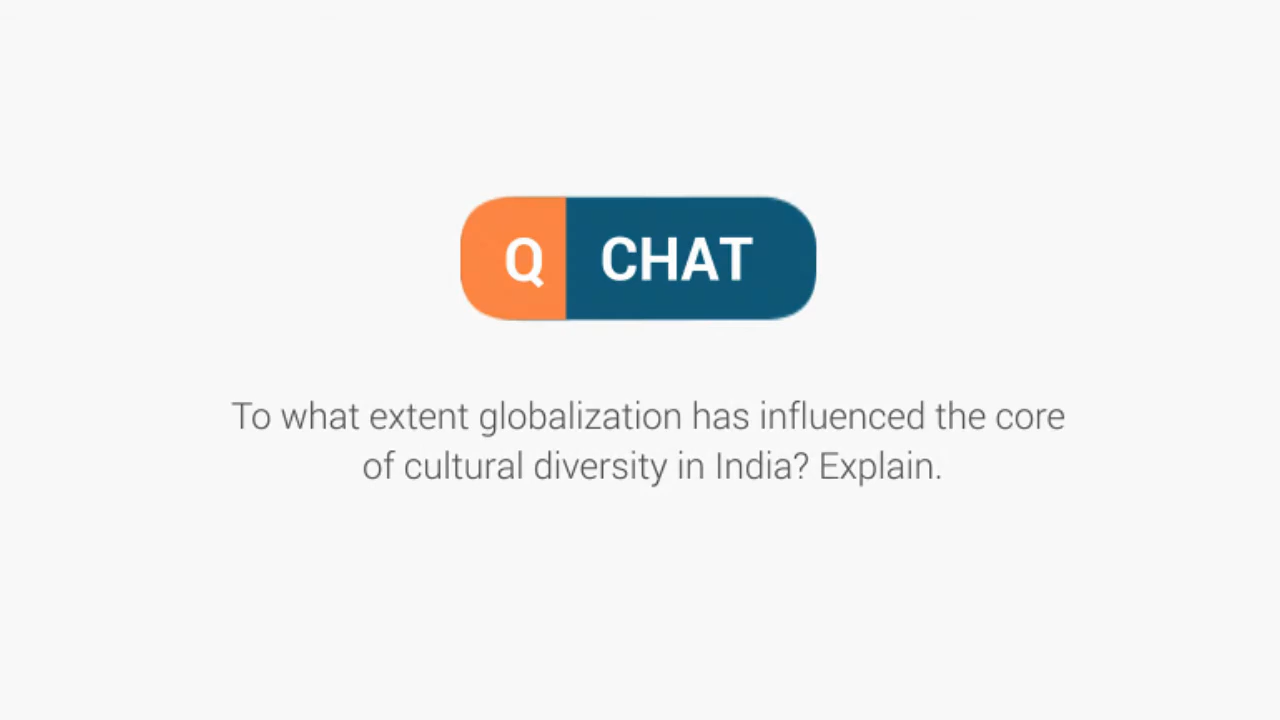 Q CHAT
To what extent globalization has influenced the core
of cultural diversity in India? Explain.